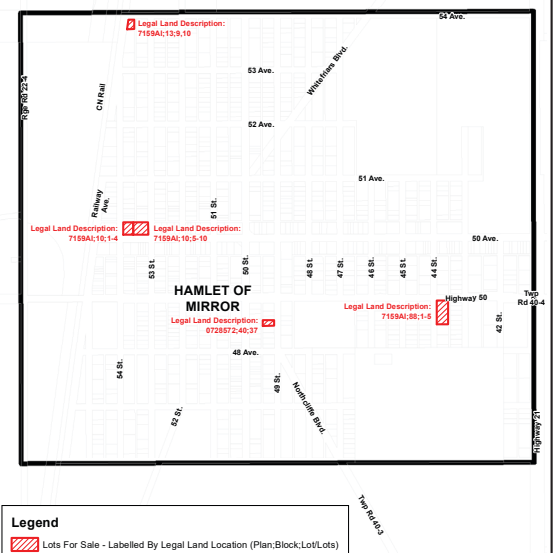 54 Ave.
Legal Land Description:
7159AI;13;9,10
Whitefriars Blvd.
53 Ave.
Rge Rd 22-4
CN Rail
52 Ave.
51 Ave.
Railway
Ave.
51 St.
Legal Land Description:
7159AI;10;1-4
Legal Land Description:
7159AI;10;5-10
50 Ave.
53 St.
50 St.
48 St.
47 St.
46 St.
45 St.
44 St.
HAMLET OF
MIRROR
Highway 50
Twp
Rd 40-4
Legal Land Description:
7159AI;88;1-5
Legal Land Description:
0728572;40;37
42 St.
48 Ave.
54 St.
49 St.
52 St.
Northcliffe Blvd.
Highway 21
Twp Rd 40-3
Legend
Lots For Sale - Labelled By Legal Land Location (Plan;Block;Lot/Lots)